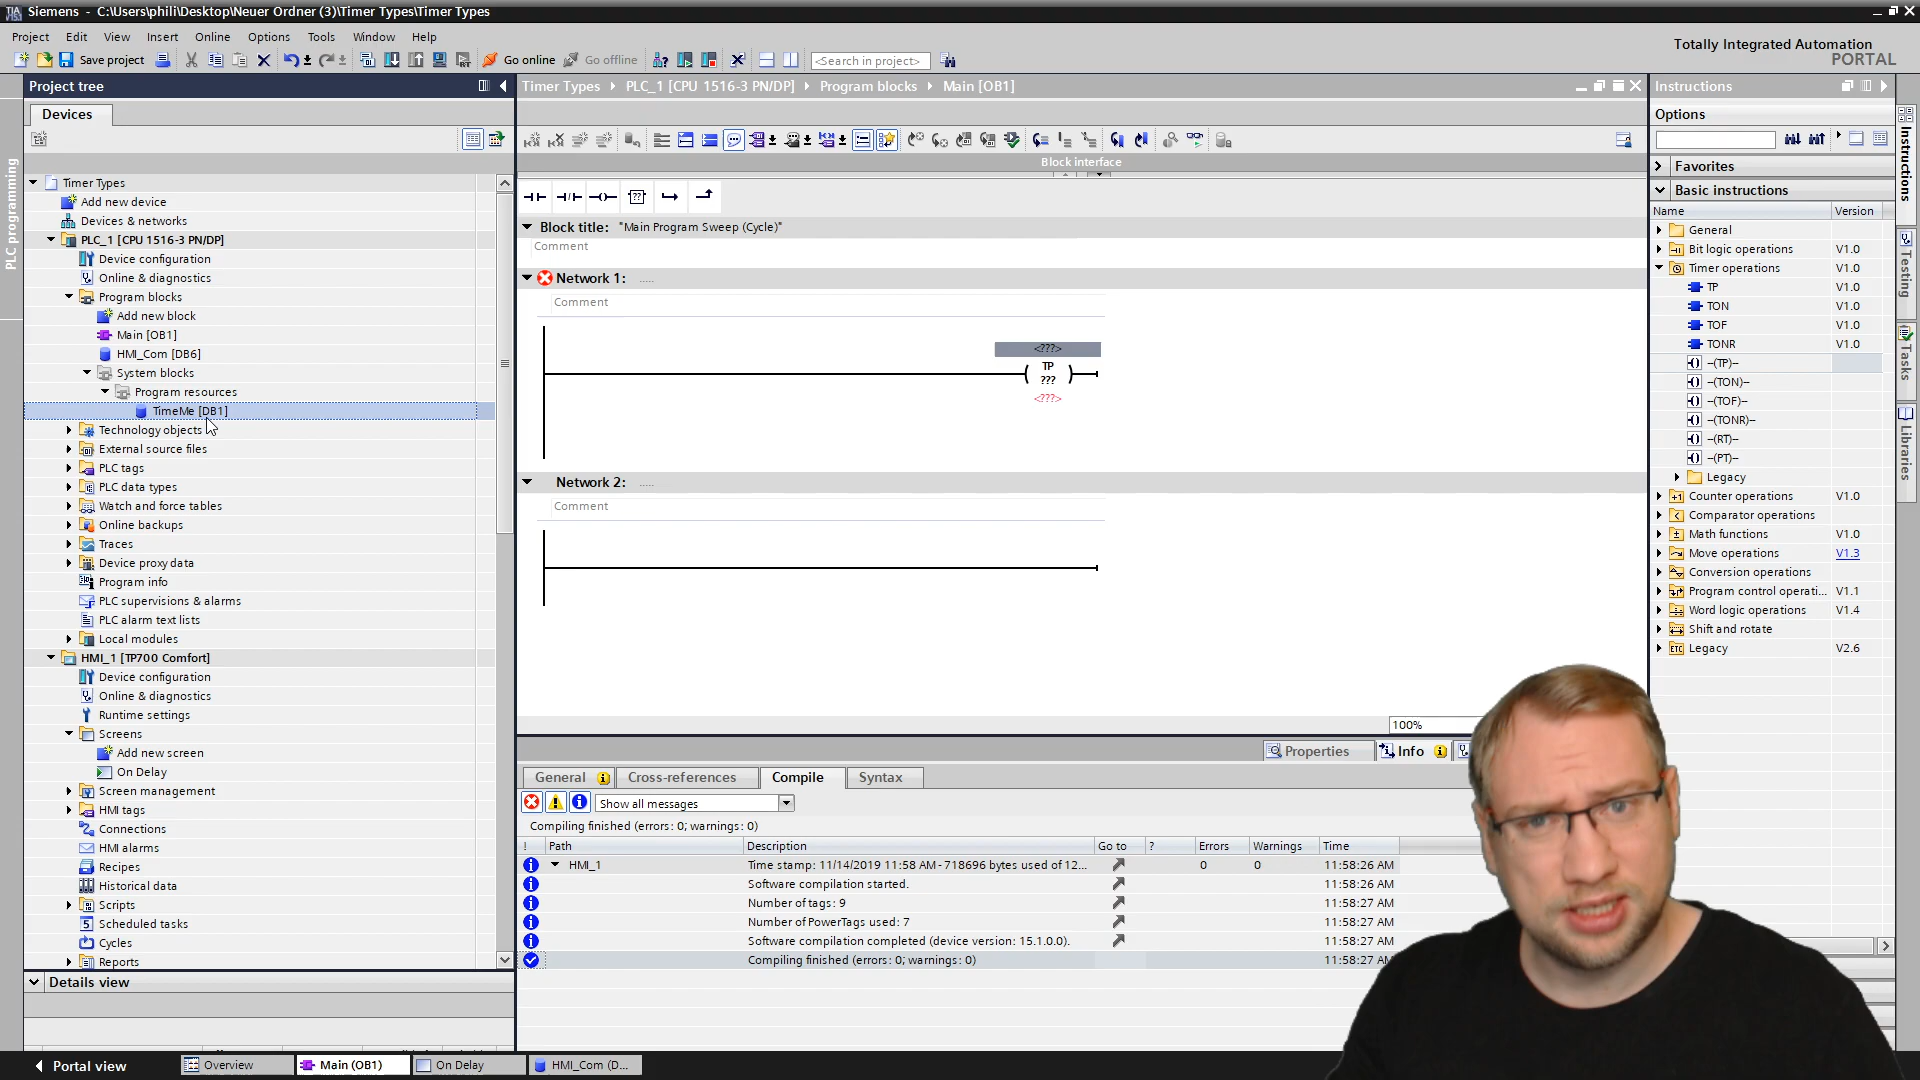 Siemens - C:\Users\phili\Desktop\Neuer Ordner (3)\Timer Types\Timer Types
Project Edit View Insert Online Options Tools Window Help
Totally Integrated Automation
PORTAL
Save project
Go online
Go offline
<Search in project>
Project tree
Devices
PLC programming
Timer Types
Add new device
Devices & networks
PLC_1 [CPU 1516-3 PN/DP]
Device configuration
Online & diagnostics
Program blocks
Add new block
Main [OB1]
HMI_Com [DB6]
System blocks
Program resources
TimeMe [DB1]
Technology objects
External source files
PLC tags
PLC data types
Watch and force tables
Online backups
Traces
Device proxy data
Program info
PLC supervisions & alarms
PLC alarm text lists
Local modules
HMI_1 [TP700 Comfort]
Device configuration
Online & diagnostics
Runtime settings
Screens
Add new screen
On Delay
Screen management
HMI tags
Connections
HMI alarms
Recipes
Historical data
Scripts
Scheduled tasks
Cycles
Reports
Details view
Timer Types PLC_1 [CPU 1516-3 PN/DP] Program blocks Main [OB1]
Block interface
Block title: "Main Program Sweep (Cycle)"
Comment
Network 1: .....
Comment
<???>
TP
???
<???>
Network 2: .....
Comment
100%
Properties
Info
General
Cross-references
Compile
Syntax
Show all messages
Compiling finished (errors: 0; warnings: 0)
! Path Description Go to ? Errors Warnings Time
HMI_1 Time stamp: 11/14/2019 11:58 AM - 718696 bytes used of 12... 0 0 11:58:26 AM
Software compilation started. 11:58:26 AM
Number of tags: 9 11:58:27 AM
Number of PowerTags used: 7 11:58:27 AM
Software compilation completed (device version: 15.1.0.0). 11:58:27 AM
Compiling finished (errors: 0; warnings: 0) 11:58:27 AM
Instructions
Options
Favorites
Basic instructions
Name Version
General
Bit logic operations V1.0
Timer operations V1.0
TP V1.0
TON V1.0
TOF V1.0
TONR V1.0
-(TP)-
-(TON)-
-(TOF)-
-(TONR)-
-(RT)-
-(PT)-
Legacy
Counter operations V1.0
Comparator operations
Math functions V1.0
Move operations V1.3
Conversion operations
Program control operati... V1.1
Word logic operations V1.4
Shift and rotate
Legacy V2.6
Instructions
Testing
Tasks
Libraries
Portal view
Overview
Main (OB1)
On Delay
HMI_Com (D...